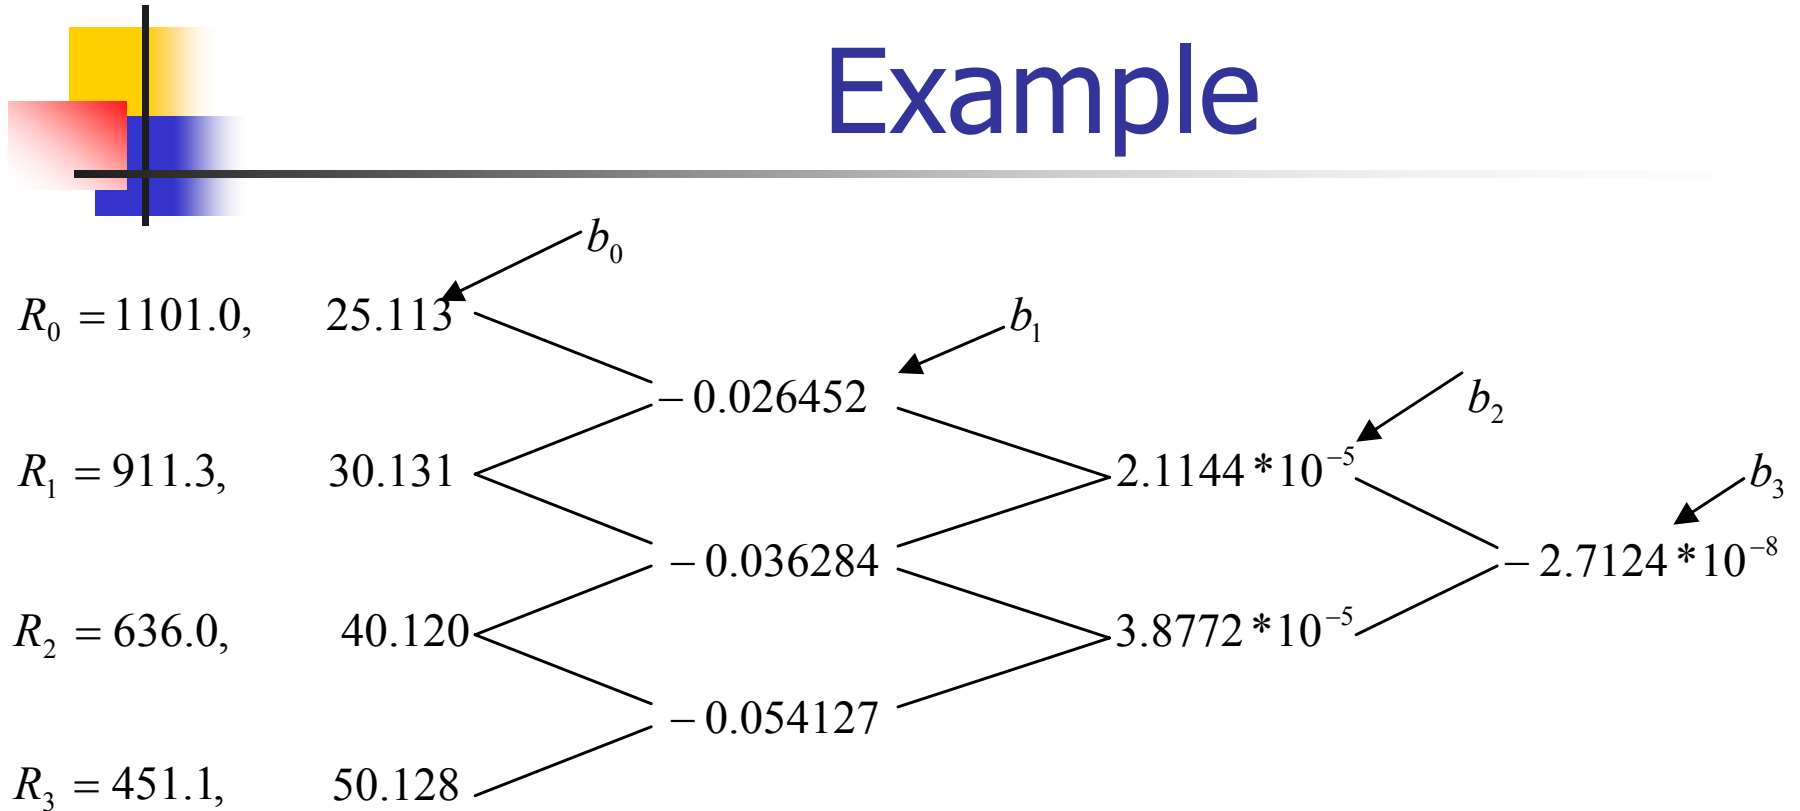 Example
b₀
R₀ = 1101.0, 25.113
b₁
− 0.026452
b₂
R₁ = 911.3, 30.131 2.1144 * 10⁻⁵
b₃
− 0.036284 − 2.7124 * 10⁻⁸
R₂ = 636.0, 40.120 3.8772 * 10⁻⁵
− 0.054127
R₃ = 451.1, 50.128